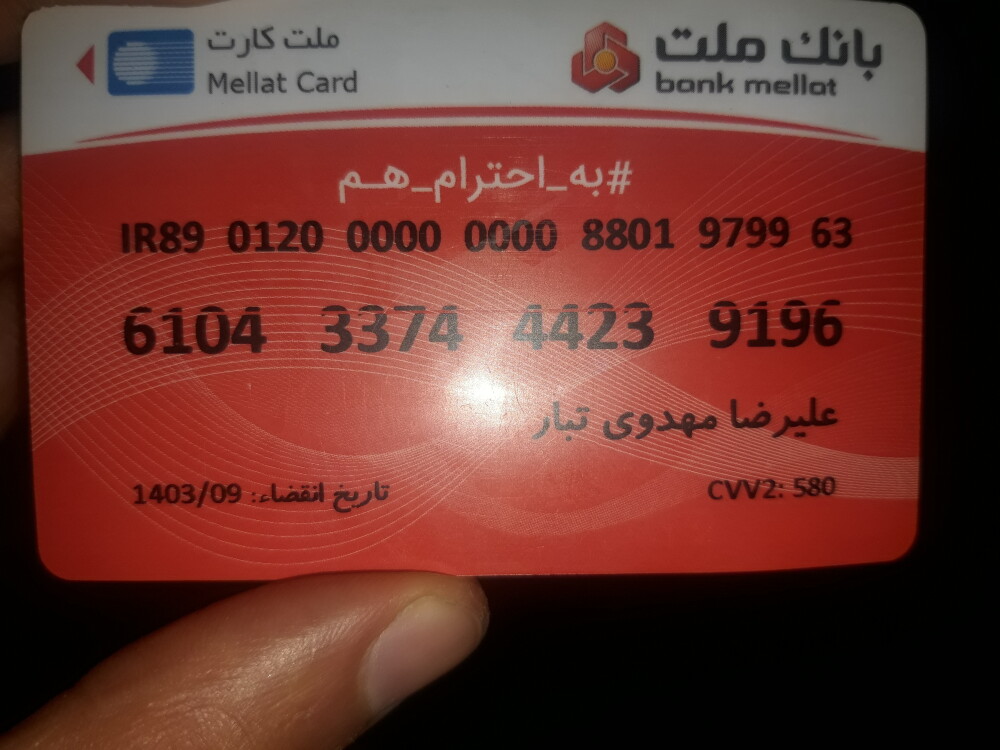 ملت کارت
Mellat Card
بانك ملت
bank mellat
#به_احترام_هم
IR89 0120 0000 0000 8801 9799 63
6104 3374 4423 9196
علیرضا مهدوی تبار
تاریخ انقضاء: 1403/09
CVV2: 580